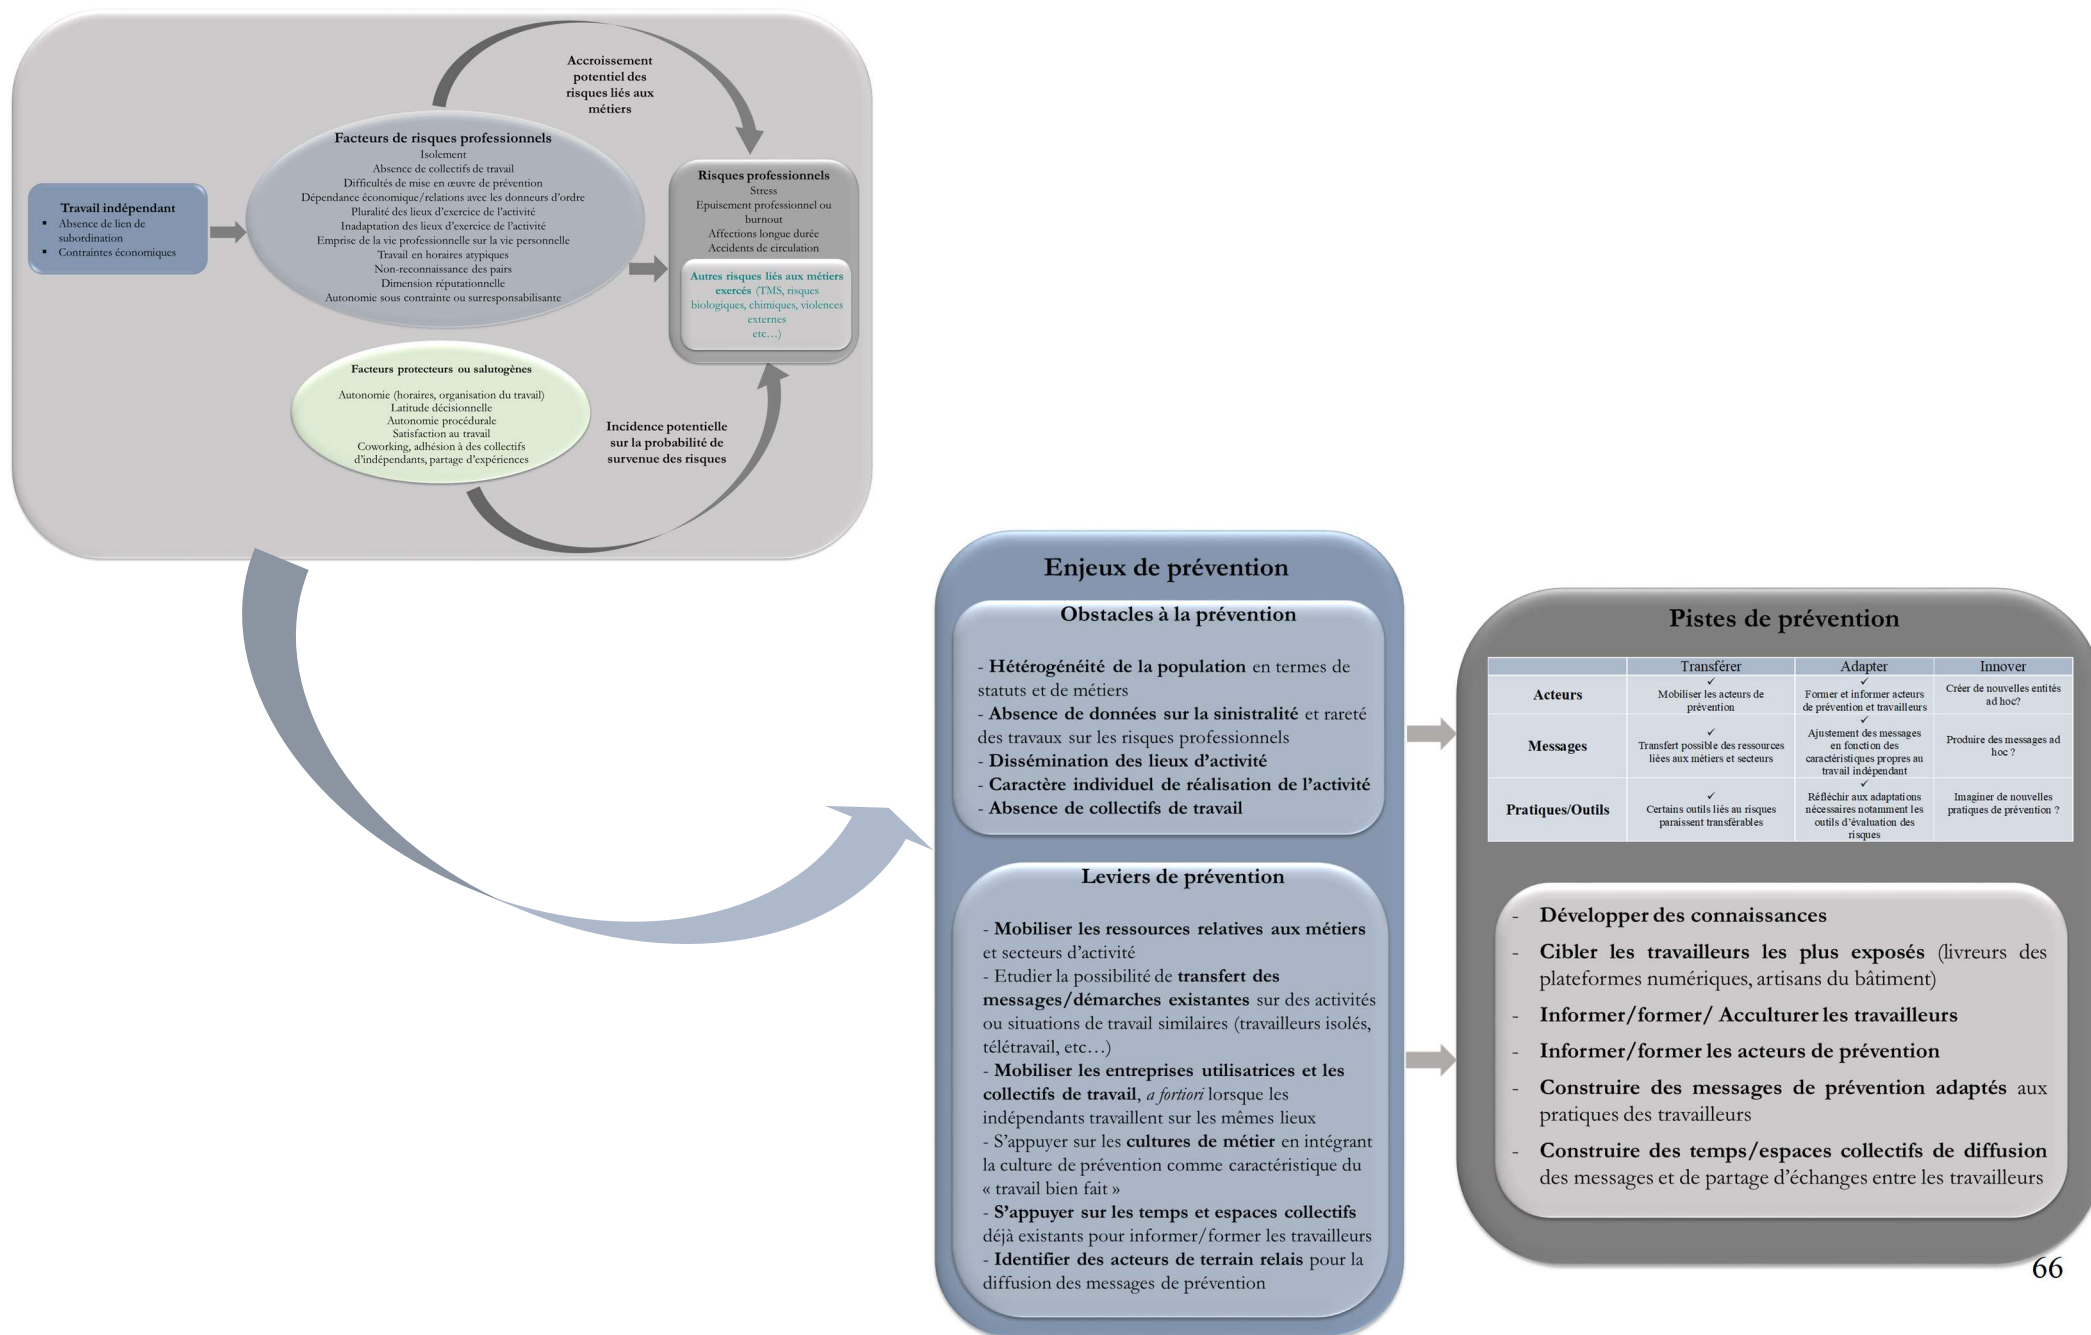 Accroissement
potentiel des
risques liés aux
métiers
Travail indépendant
▪ Absence de lien de
subordination
▪ Contraintes économiques
Facteurs de risques professionnels
Isolement
Absence de collectifs de travail
Difficultés de mise en œuvre de prévention
Dépendance économique/relations avec les donneurs d’ordre
Pluralité des lieux d’exercice de l’activité
Inadaptation des lieux d’exercice de l’activité
Emprise de la vie professionnelle sur la vie personnelle
Travail en horaires atypiques
Non-reconnaissance des pairs
Dimension réputationnelle
Autonomie sous contrainte ou surresponsabilisante
Risques professionnels
Stress
Epuisement professionnel ou
burnout
Affections longue durée
Accidents de circulation
Autres risques liés aux métiers
exercés (TMS, risques
biologiques, chimiques, violences
externes
etc…)
Facteurs protecteurs ou salutogènes
Autonomie (horaires, organisation du travail)
Latitude décisionnelle
Autonomie procédurale
Satisfaction au travail
Coworking, adhésion à des collectifs
d’indépendants, partage d’expériences
Incidence potentielle
sur la probabilité de
survenue des risques
Enjeux de prévention
Obstacles à la prévention
- Hétérogénéité de la population en termes de
statuts et de métiers
- Absence de données sur la sinistralité et rareté
des travaux sur les risques professionnels
- Dissémination des lieux d’activité
- Caractère individuel de réalisation de l’activité
- Absence de collectifs de travail
Leviers de prévention
- Mobiliser les ressources relatives aux métiers
et secteurs d’activité
- Etudier la possibilité de transfert des
messages/démarches existantes sur des activités
ou situations de travail similaires (travailleurs isolés,
télétravail, etc…)
- Mobiliser les entreprises utilisatrices et les
collectifs de travail, a fortiori lorsque les
indépendants travaillent sur les mêmes lieux
- S’appuyer sur les cultures de métier en intégrant
la culture de prévention comme caractéristique du
« travail bien fait »
- S’appuyer sur les temps et espaces collectifs
déjà existants pour informer/former les travailleurs
- Identifier des acteurs de terrain relais pour la
diffusion des messages de prévention
Pistes de prévention
Transférer Adapter Innover
Acteurs
✓
Mobiliser les acteurs de
prévention
✓
Former et informer acteurs
de prévention et travailleurs
Créer de nouvelles entités
ad hoc?
Messages
✓
Transfert possible des ressources
liées aux métiers et secteurs
✓
Ajustement des messages
en fonction des
caractéristiques propres au
travail indépendant
Produire des messages ad
hoc ?
Pratiques/Outils
✓
Certains outils liés au risques
paraissent transférables
✓
Réfléchir aux adaptations
nécessaires notamment les
outils d’évaluation des
risques
Imaginer de nouvelles
pratiques de prévention ?
- Développer des connaissances
- Cibler les travailleurs les plus exposés (livreurs des
plateformes numériques, artisans du bâtiment)
- Informer/former/ Acculturer les travailleurs
- Informer/former les acteurs de prévention
- Construire des messages de prévention adaptés aux
pratiques des travailleurs
- Construire des temps/espaces collectifs de diffusion
des messages et de partage d’échanges entre les travailleurs
66